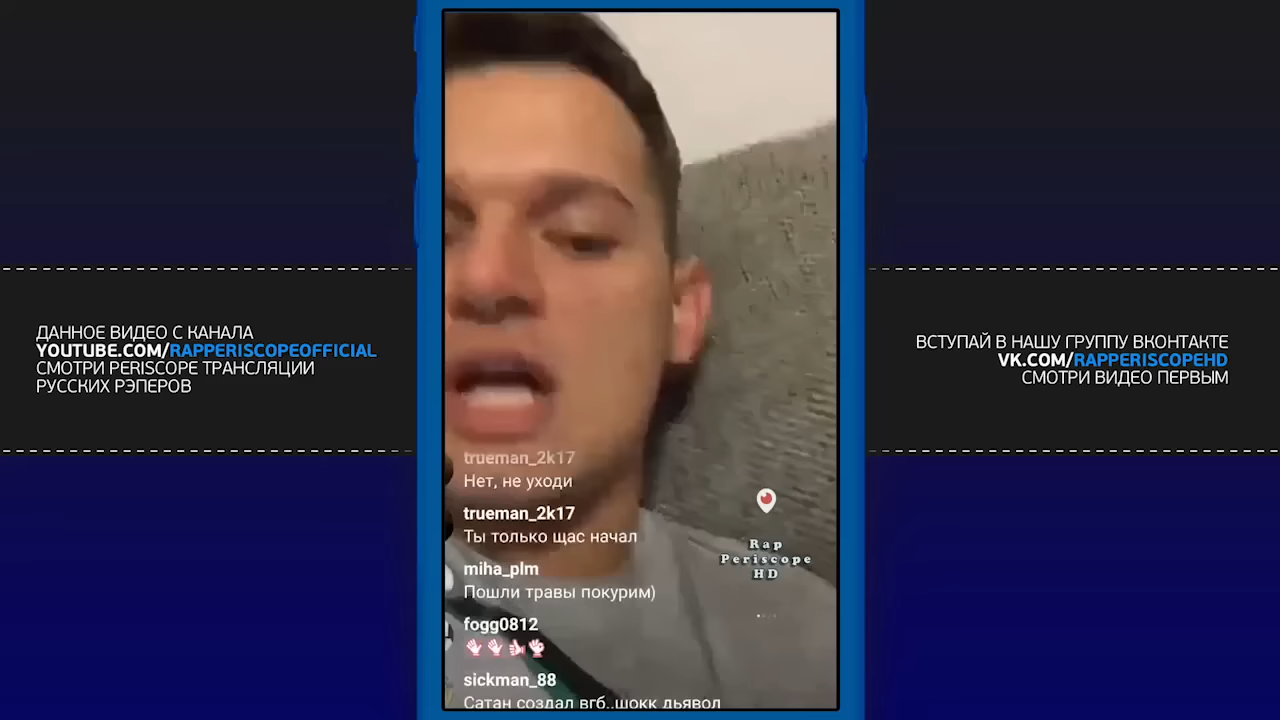 ДАННОЕ ВИДЕО С КАНАЛА
YOUTUBE.COM/RAPPERISCOPEOFFICIAL
СМОТРИ PERISCOPE ТРАНСЛЯЦИИ
РУССКИХ РЭПЕРОВ
trueman_2k17
Нет, не уходи
trueman_2k17
Ты только щас начал
miha_plm
Пошли травы покурим)
fogg0812
sickman_88
Сатан создал вгб..шокк дьявол
Rap
Periscope
HD
ВСТУПАЙ В НАШУ ГРУППУ ВКОНТАКТЕ
VK.COM/RAPPERISCOPEHD
СМОТРИ ВИДЕО ПЕРВЫМ